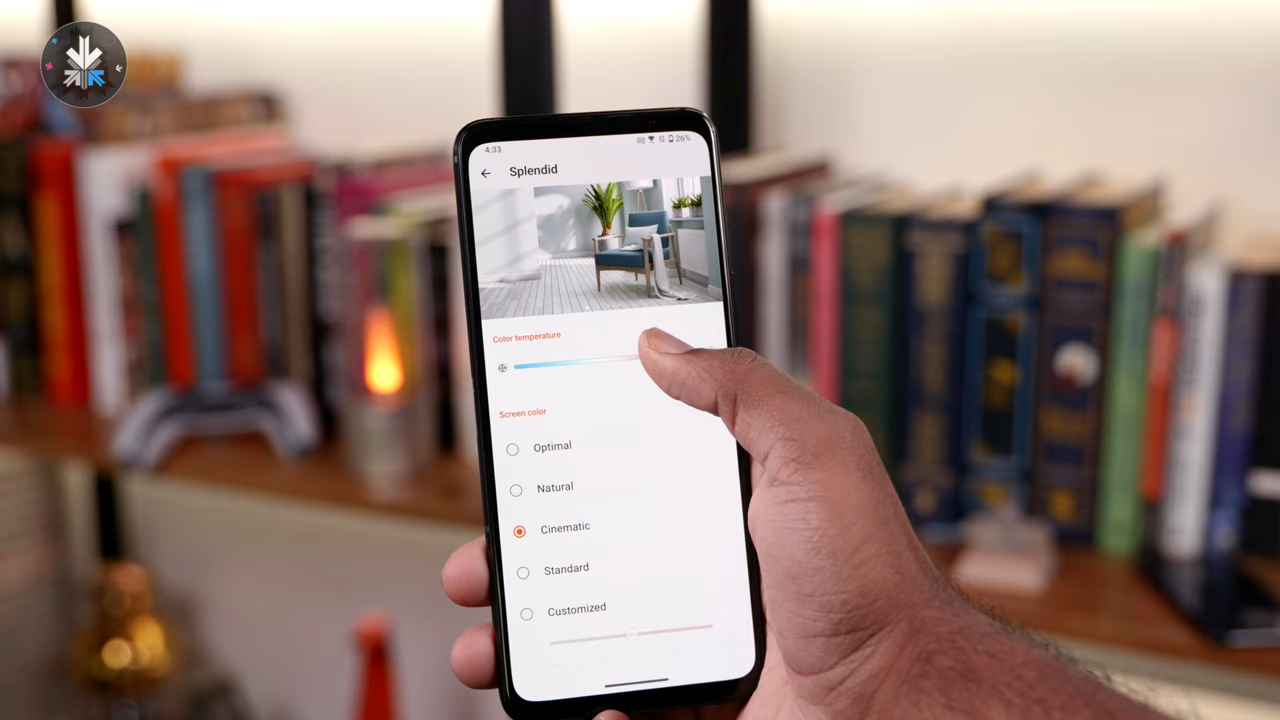 4:33
26%
Splendid
Color temperature
Screen color
Optimal
Natural
Cinematic
Standard
Customized